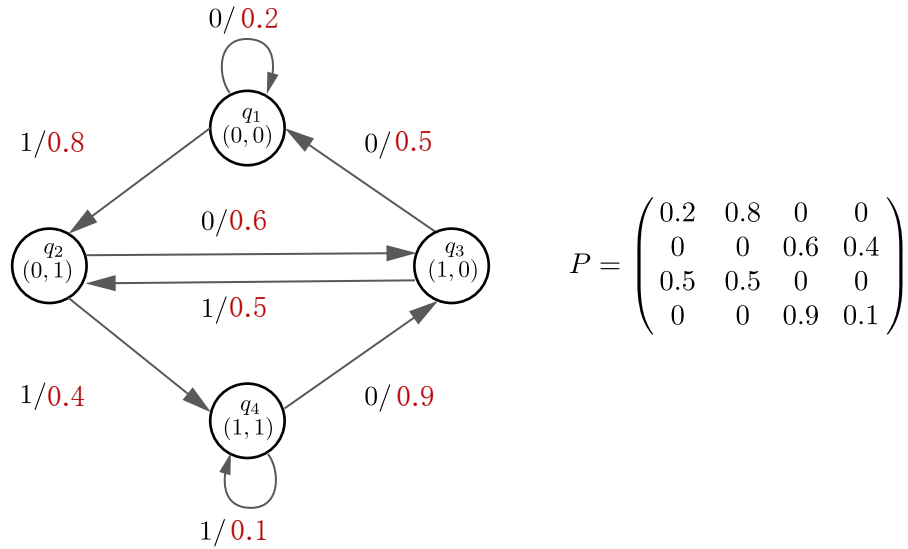 0/0.2
q₁
(0, 0)
1/0.8
0/0.5
0/0.6
q₂
(0, 1)
q₃
(1, 0)
1/0.5
1/0.4
q₄
(1, 1)
0/0.9
1/0.1
P =
0.2 0.8 0 0
0 0 0.6 0.4
0.5 0.5 0 0
0 0 0.9 0.1